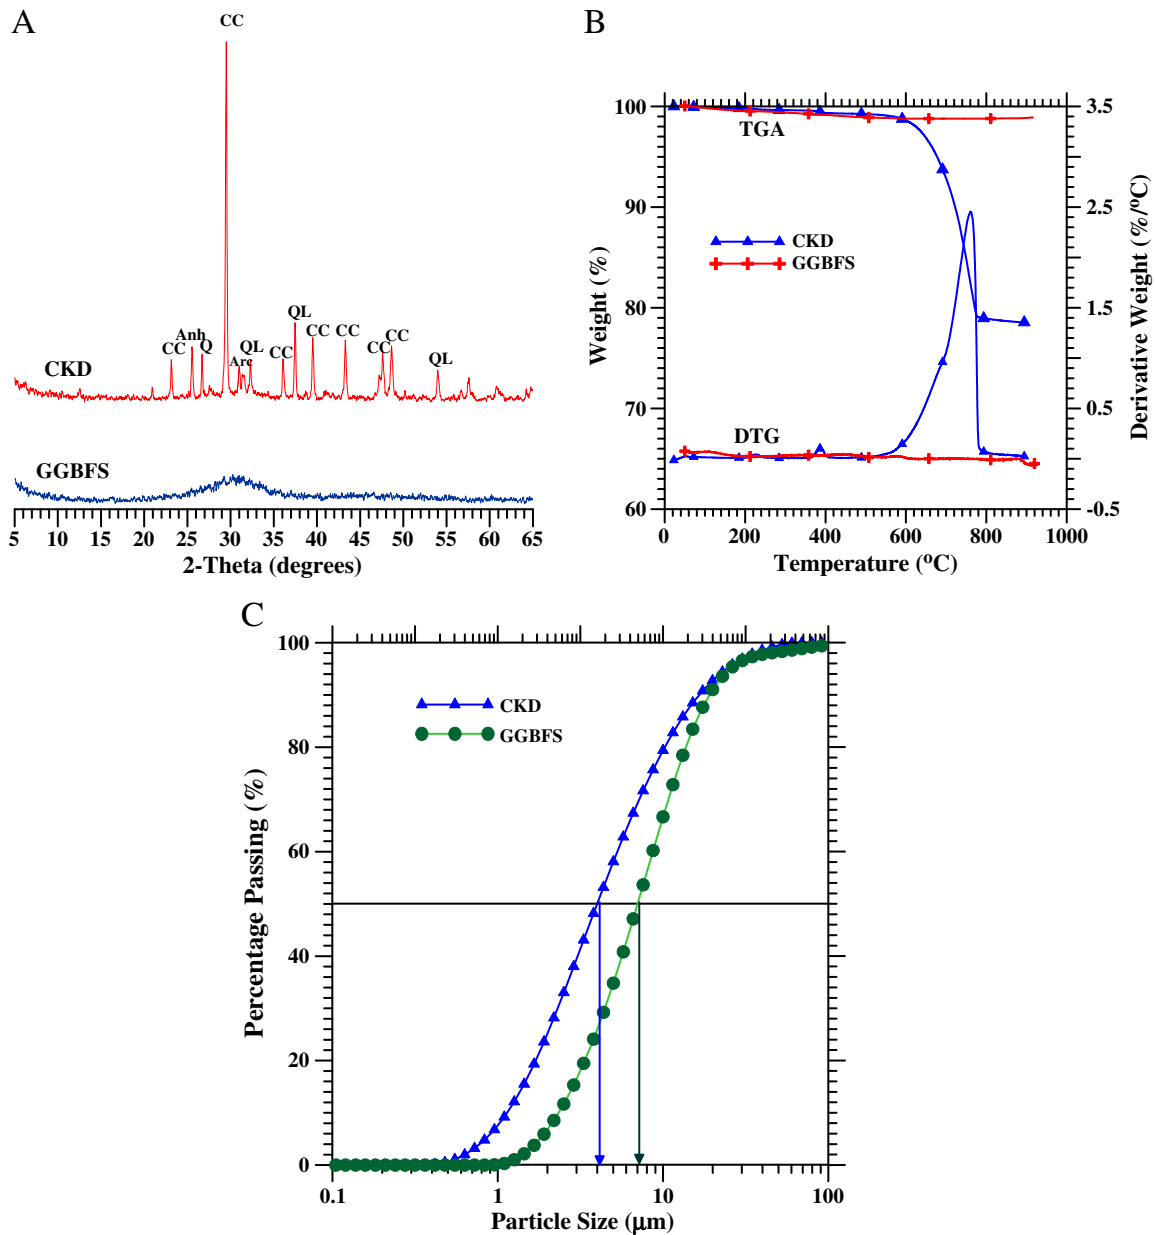 A
CC
CC
Anh
Q
Arc
QL
CC
QL
CC
CC
CC
CC
QL
CKD
GGBFS
5 10 15 20 25 30 35 40 45 50 55 60 65
2-Theta (degrees)
B
100
90
80
70
60
Weight (%)
3.5
2.5
1.5
0.5
-0.5
Derivative Weight (%/ºC)
TGA
CKD
GGBFS
DTG
0 200 400 600 800 1000
Temperature (ºC)
C
100
80
60
40
20
0
Percentage Passing (%)
CKD
GGBFS
0.1 1 10 100
Particle Size (μm)